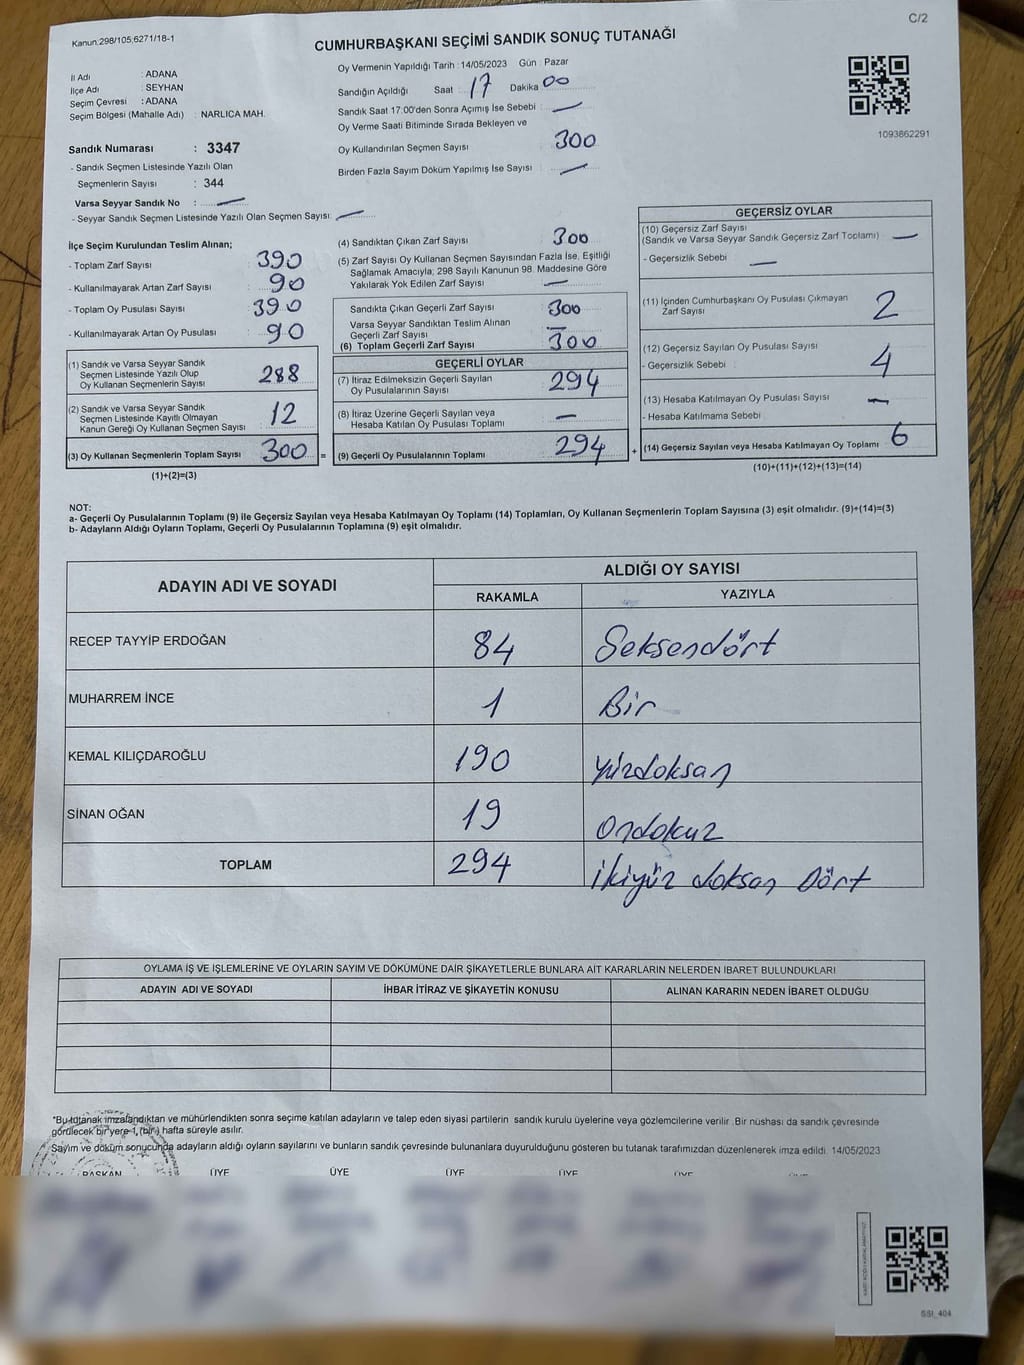 C/2
Kanun.298/105,6271/18-1
CUMHURBAŞKANI SEÇİMİ SANDIK SONUÇ TUTANAĞI
İl Adı : ADANA
İlçe Adı : SEYHAN
Seçim Çevresi : ADANA
Seçim Bölgesi (Mahalle Adı) : NARLICA MAH.
Sandık Numarası : 3347
- Sandık Seçmen Listesinde Yazılı Olan
Seçmenlerin Sayısı : 344
Varsa Seyyar Sandık No : —
- Seyyar Sandık Seçmen Listesinde Yazılı Olan Seçmen Sayısı: —
Oy Vermenin Yapıldığı Tarih : 14/05/2023 Gün : Pazar
Sandığın Açıldığı Saat : 17 Dakika 00
Sandık Saat 17:00'den Sonra Açımış İse Sebebi : —
Oy Verme Saati Bitiminde Sırada Bekleyen ve
Oy Kullandırılan Seçmen Sayısı : 300
Birden Fazla Sayım Döküm Yapılmış İse Sayısı : —
1093862291
İlçe Seçim Kurulundan Teslim Alınan;
- Toplam Zarf Sayısı : 390
- Kullanılmayarak Artan Zarf Sayısı : 90
- Toplam Oy Pusulası Sayısı : 390
- Kullanılmayarak Artan Oy Pusulası : 90
(1) Sandık ve Varsa Seyyar Sandık
Seçmen Listesinde Yazılı Olup
Oy Kullanan Seçmenlerin Sayısı : 288
(2) Sandık ve Varsa Seyyar Sandık
Seçmen Listesinde Kayıtlı Olmayan
Kanun Gereği Oy Kullanan Seçmen Sayısı : 12
(3) Oy Kullanan Seçmenlerin Toplam Sayısı : 300 =
(1)+(2)=(3)
(4) Sandıktan Çıkan Zarf Sayısı : 300
(5) Zarf Sayısı Oy Kullanan Seçmen Sayısından Fazla İse, Eşitliği
Sağlamak Amacıyla; 298 Sayılı Kanunun 98. Maddesine Göre
Yakılarak Yok Edilen Zarf Sayısı : —
Sandıkta Çıkan Geçerli Zarf Sayısı : 300
Varsa Seyyar Sandıktan Teslim Alınan
Geçerli Zarf Sayısı : —
(6) Toplam Geçerli Zarf Sayısı : 300
GEÇERLİ OYLAR
(7) İtiraz Edilmeksizin Geçerli Sayılan
Oy Pusulalarının Sayısı : 294
(8) İtiraz Üzerine Geçerli Sayılan veya
Hesaba Katılan Oy Pusulası Toplamı : —
(9) Geçerli Oy Pusulalarının Toplamı : 294 +
GEÇERSİZ OYLAR
(10) Geçersiz Zarf Sayısı
(Sandık ve Varsa Seyyar Sandık Geçersiz Zarf Toplamı) : —
- Geçersizlik Sebebi : —
(11) İçinden Cumhurbaşkanı Oy Pusulası Çıkmayan
Zarf Sayısı : 2
(12) Geçersiz Sayılan Oy Pusulası Sayısı : 4
- Geçersizlik Sebebi :
(13) Hesaba Katılmayan Oy Pusulası Sayısı : —
- Hesaba Katılmama Sebebi :
(14) Geçersiz Sayılan veya Hesaba Katılmayan Oy Toplamı : 6
(10)+(11)+(12)+(13)=(14)
NOT:
a- Geçerli Oy Pusulalarının Toplamı (9) ile Geçersiz Sayılan veya Hesaba Katılmayan Oy Toplamı (14) Toplamları, Oy Kullanan Seçmenlerin Toplam Sayısına (3) eşit olmalıdır. (9)+(14)=(3)
b- Adayların Aldığı Oyların Toplamı, Geçerli Oy Pusulalarının Toplamına (9) eşit olmalıdır.
ADAYIN ADI VE SOYADI ALDIĞI OY SAYISI
RAKAMLA YAZIYLA
RECEP TAYYİP ERDOĞAN 84 Seksendört
MUHARREM İNCE 1 Bir
KEMAL KILIÇDAROĞLU 190 yüzdoksan
SİNAN OĞAN 19 ondokuz
TOPLAM 294 ikiyüz doksan Dört
OYLAMA İŞ VE İŞLEMLERİNE VE OYLARIN SAYIM VE DÖKÜMÜNE DAİR ŞİKAYETLERLE BUNLARA AİT KARARLARIN NELERDEN İBARET BULUNDUKLARI
ADAYIN ADI VE SOYADI İHBAR İTİRAZ VE ŞİKAYETİN KONUSU ALINAN KARARIN NEDEN İBARET OLDUĞU
*Bu tutanak imzalandıktan ve mühürlendikten sonra seçime katılan adayların ve talep eden siyasi partilerin sandık kurulu üyelerine veya gözlemcilerine verilir. Bir nüshası da sandık çevresinde
görülecek bir yere 1 (bir) hafta süreyle asılır.
Sayım ve döküm sonucunda adayların aldığı oyların sayılarını ve bunların sandık çevresinde bulunanlara duyurulduğunu gösteren bu tutanak tarafımızdan düzenlenerek imza edildi. 14/05/2023
BAŞKAN ÜYE ÜYE ÜYE ÜYE ÜYE
SSI_404